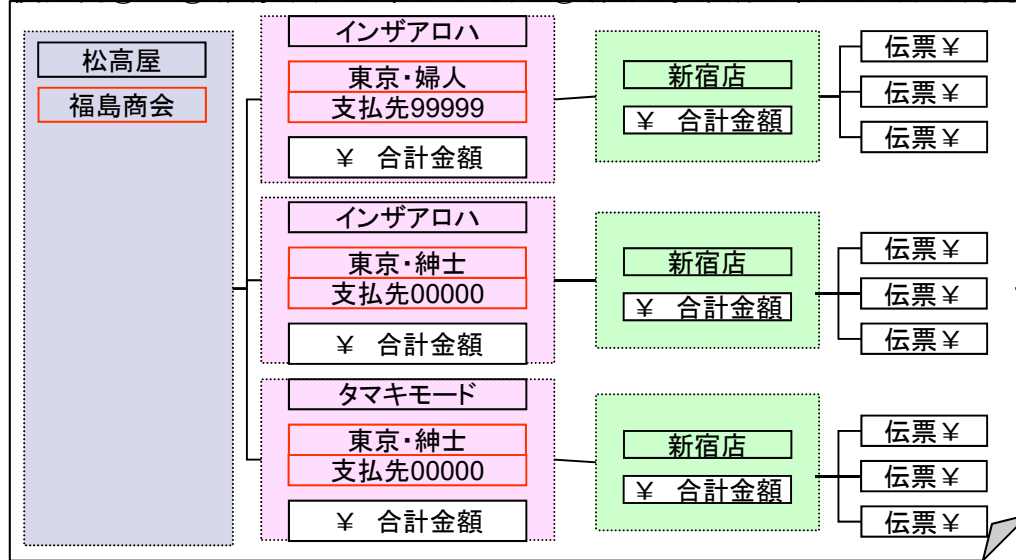 松高屋
福島商会
インザアロハ
東京・婦人
支払先99999
￥ 合計金額
新宿店
￥ 合計金額
伝票￥
伝票￥
伝票￥
インザアロハ
東京・紳士
支払先00000
￥ 合計金額
新宿店
￥ 合計金額
伝票￥
伝票￥
伝票￥
タマキモード
東京・紳士
支払先00000
￥ 合計金額
新宿店
￥ 合計金額
伝票￥
伝票￥
伝票￥